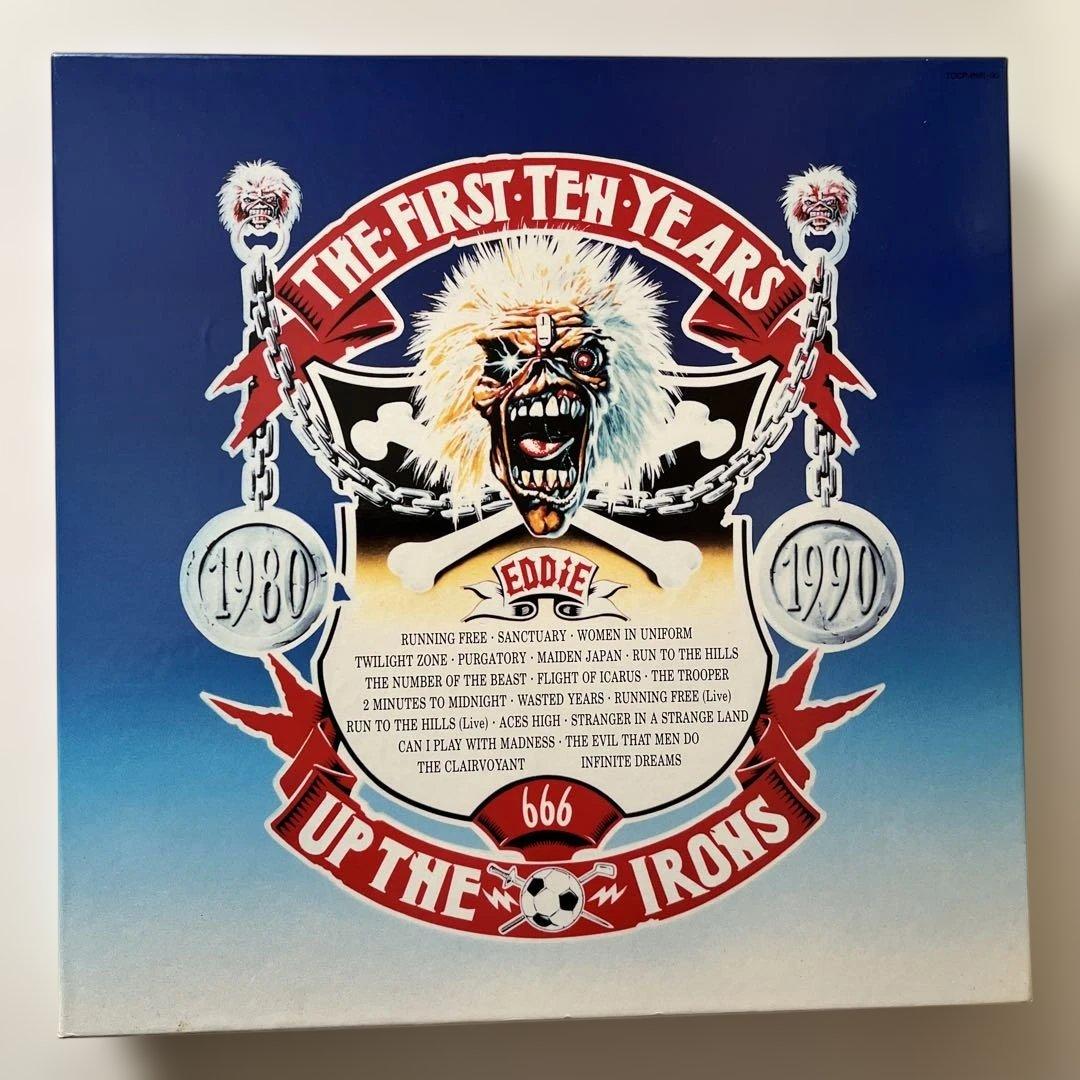 THE·FIRST·TEN·YEARS
1980
1990
EDDIE
RUNNING FREE · SANCTUARY · WOMEN IN UNIFORM
TWILIGHT ZONE · PURGATORY · MAIDEN JAPAN · RUN TO THE HILLS
THE NUMBER OF THE BEAST · FLIGHT OF ICARUS · THE TROOPER
2 MINUTES TO MIDNIGHT · WASTED YEARS · RUNNING FREE (Live)
RUN TO THE HILLS (Live) · ACES HIGH · STRANGER IN A STRANGE LAND
CAN I PLAY WITH MADNESS · THE EVIL THAT MEN DO
THE CLAIRVOYANT INFINITE DREAMS
666
UP THE IRONS